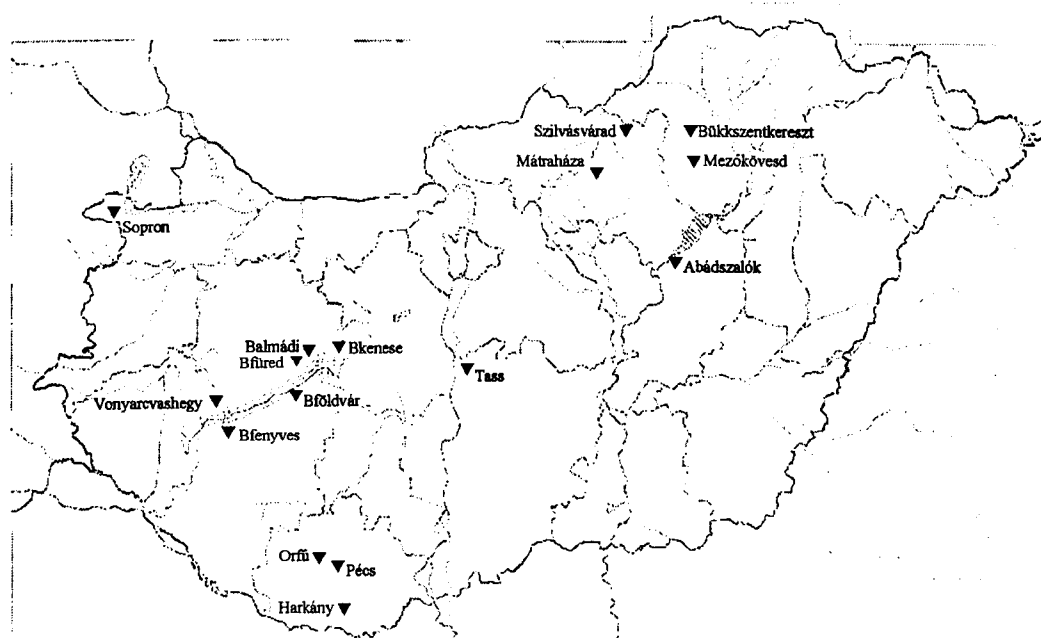 Szilvásvárad
Bükkszentkereszt
Mátraháza
Mezőkövesd
Sopron
Abádszalók
Balmádi
Bkenese
Bfüred
Tass
Vonyarcvashegy
Bföldvár
Bfenyves
Orfű
Pécs
Harkány